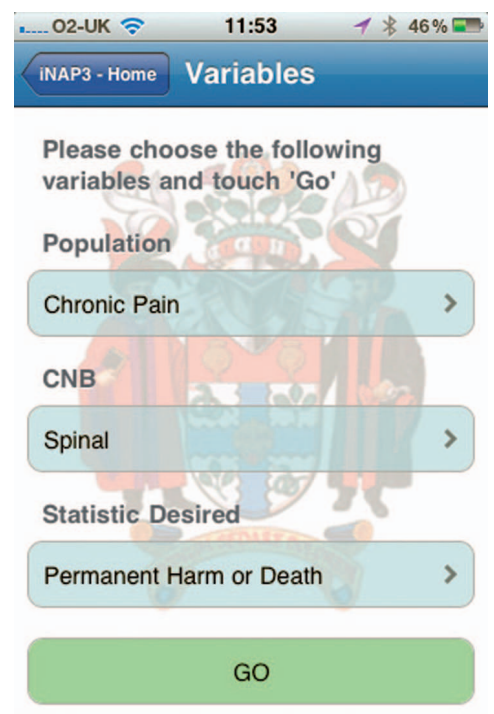 O2-UK 11:53 46%
iNAP3 - Home Variables
Please choose the following
variables and touch 'Go'
Population
Chronic Pain
CNB
Spinal
Statistic Desired
Permanent Harm or Death
GO